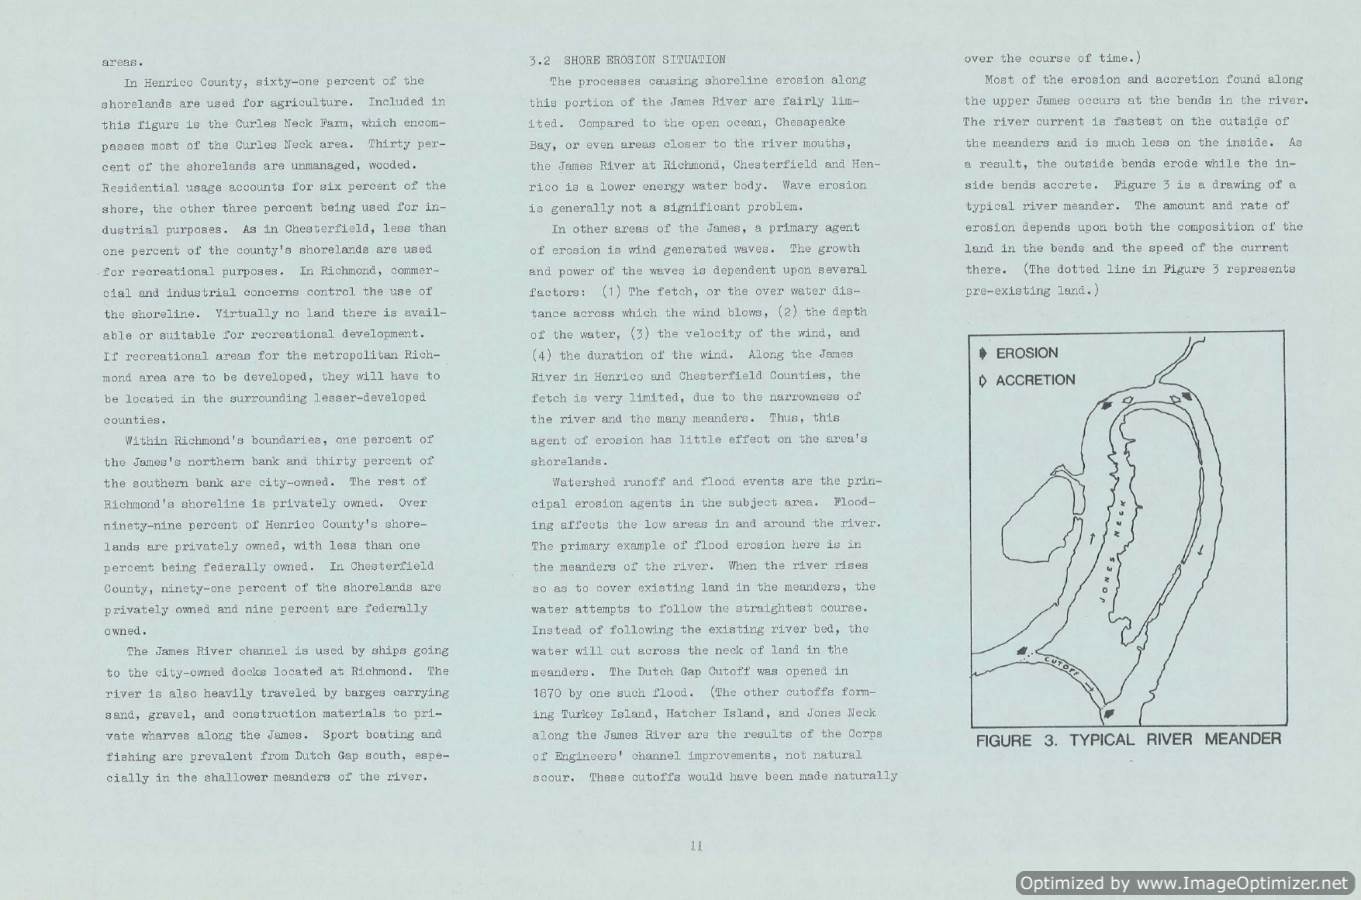 areas.
In Henrico County, sixty-one percent of the
shorelands are used for agriculture. Included in
this figure is the Curles Neck Farm, which encom-
passes most of the Curles Neck area. Thirty per-
cent of the shorelands are unmanaged, wooded.
Residential usage accounts for six percent of the
shore, the other three percent being used for in-
dustrial purposes. As in Chesterfield, less than
one percent of the county's shorelands are used
for recreational purposes. In Richmond, commer-
cial and industrial concerns control the use of
the shoreline. Virtually no land there is avail-
able or suitable for recreational development.
If recreational areas for the metropolitan Rich-
mond area are to be developed, they will have to
be located in the surrounding lesser-developed
counties.
Within Richmond's boundaries, one percent of
the James's northern bank and thirty percent of
the southern bank are city-owned. The rest of
Richmond's shoreline is privately owned. Over
ninety-nine percent of Henrico County's shore-
lands are privately owned, with less than one
percent being federally owned. In Chesterfield
County, ninety-one percent of the shorelands are
privately owned and nine percent are federally
owned.
The James River channel is used by ships going
to the city-owned docks located at Richmond. The
river is also heavily traveled by barges carrying
sand, gravel, and construction materials to pri-
vate wharves along the James. Sport boating and
fishing are prevalent from Dutch Gap south, espe-
cially in the shallower meanders of the river.
3.2 SHORE EROSION SITUATION
The processes causing shoreline erosion along
this portion of the James River are fairly lim-
ited. Compared to the open ocean, Chesapeake
Bay, or even areas closer to the river mouths,
the James River at Richmond, Chesterfield and Hen-
rico is a lower energy water body. Wave erosion
is generally not a significant problem.
In other areas of the James, a primary agent
of erosion is wind generated waves. The growth
and power of the waves is dependent upon several
factors: (1) The fetch, or the over water dis-
tance across which the wind blows, (2) the depth
of the water, (3) the velocity of the wind, and
(4) the duration of the wind. Along the James
River in Henrico and Chesterfield Counties, the
fetch is very limited, due to the narrowness of
the river and the many meanders. Thus, this
agent of erosion has little effect on the area's
shorelands.
Watershed runoff and flood events are the prin-
cipal erosion agents in the subject area. Flood-
ing affects the low areas in and around the river.
The primary example of flood erosion here is in
the meanders of the river. When the river rises
so as to cover existing land in the meanders, the
water attempts to follow the straightest course.
Instead of following the existing river bed, the
water will cut across the neck of land in the
meanders. The Dutch Gap Cutoff was opened in
1870 by one such flood. (The other cutoffs form-
ing Turkey Island, Hatcher Island, and Jones Neck
along the James River are the results of the Corps
of Engineers' channel improvements, not natural
scour. These cutoffs would have been made naturally
over the course of time.)
Most of the erosion and accretion found along
the upper James occurs at the bends in the river.
The river current is fastest on the outside of
the meanders and is much less on the inside. As
a result, the outside bends erode while the in-
side bends accrete. Figure 3 is a drawing of a
typical river meander. The amount and rate of
erosion depends upon both the composition of the
land in the bends and the speed of the current
there. (The dotted line in Figure 3 represents
pre-existing land.)
EROSION
ACCRETION
JONES NECK
CUTOFF
FIGURE 3. TYPICAL RIVER MEANDER
11
Optimized by www.ImageOptimizer.net